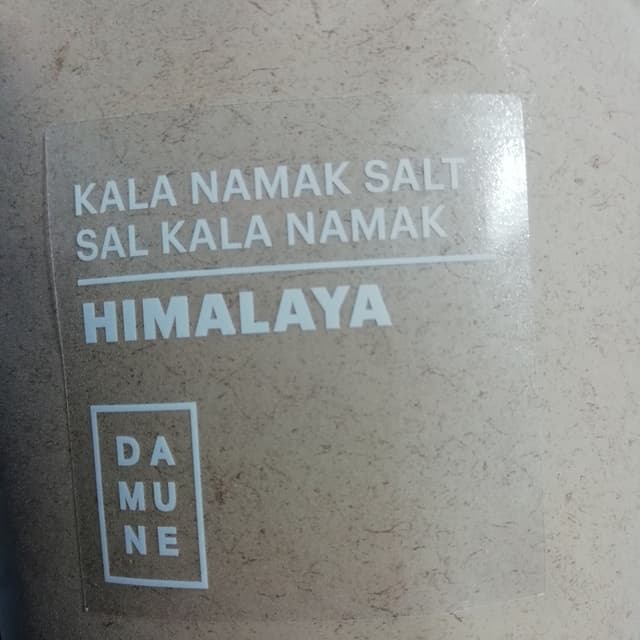 KALA NAMAK SALT
SAL KALA NAMAK
HIMALAYA
DA
MU
NE